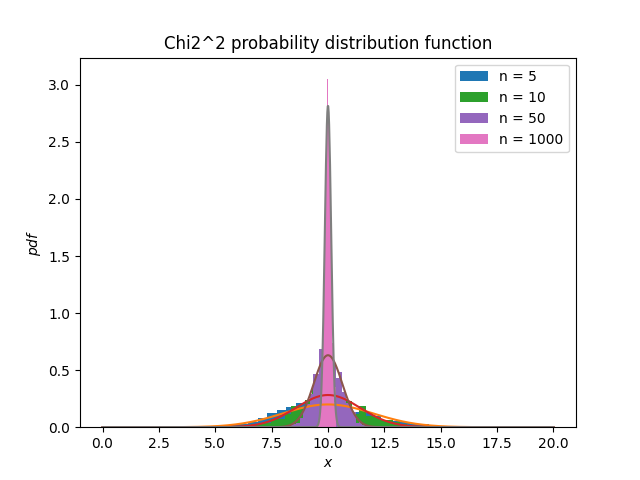 Chi2^2 probability distribution function
n = 5
n = 10
n = 50
n = 1000
3.0
2.5
2.0
1.5
1.0
0.5
0.0
pdf
0.0 2.5 5.0 7.5 10.0 12.5 15.0 17.5 20.0
x